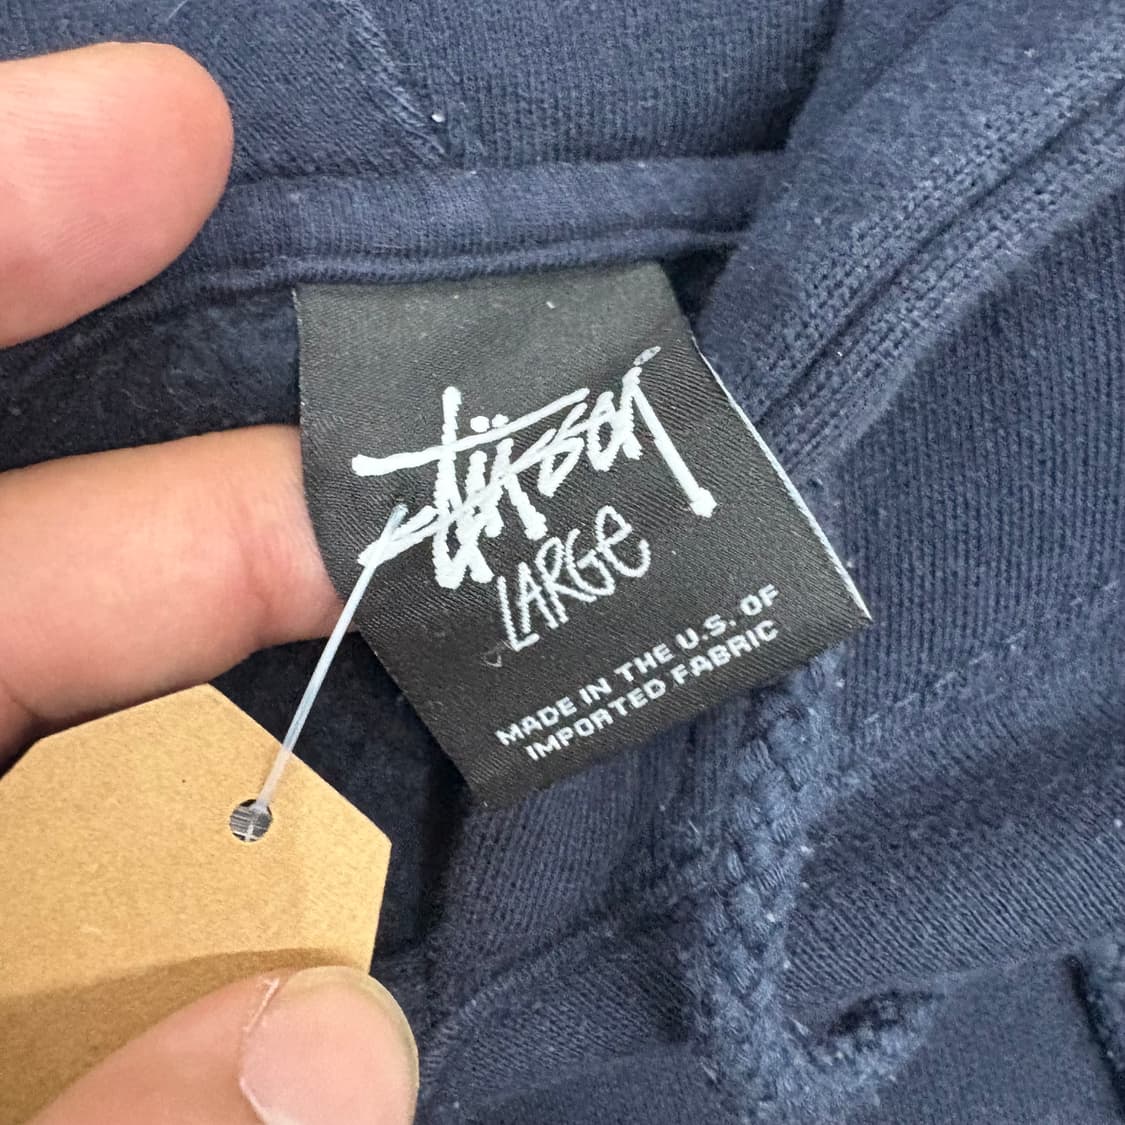 Stüssy
LARGe
MADE IN THE U.S. OF
IMPORTED FABRIC